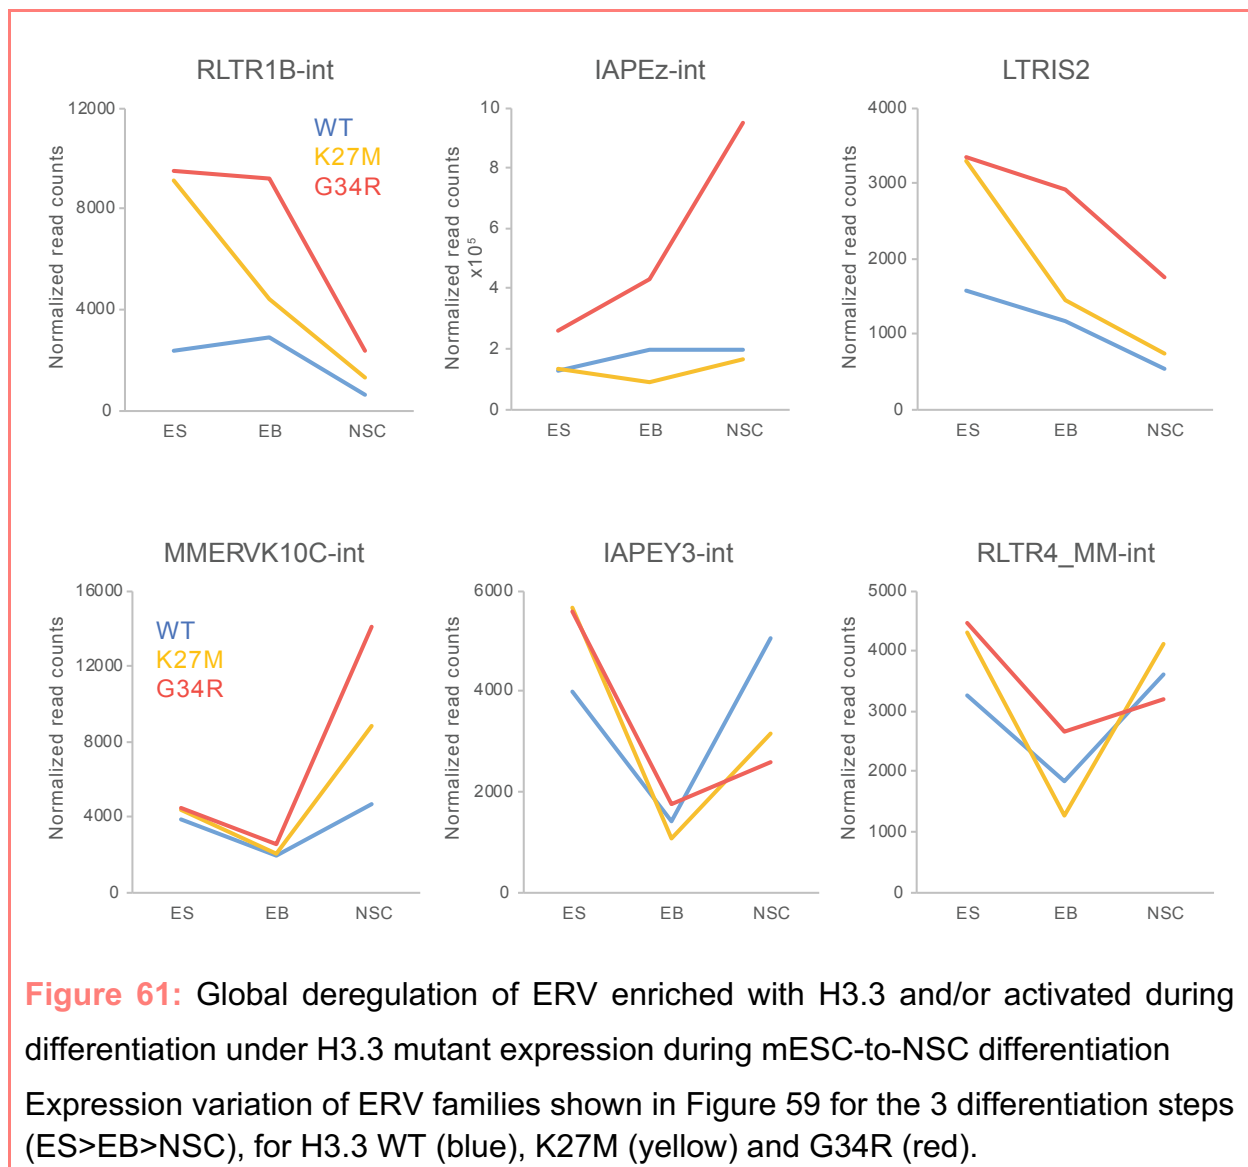 RLTR1B-int
IAPEz-int
LTRIS2
Normalized read counts
12000
8000
4000
0
WT
K27M
G34R
ES EB NSC
Normalized read counts
x10⁵
10
8
6
4
2
0
ES EB NSC
Normalized read counts
4000
3000
2000
1000
0
ES EB NSC
MMERVK10C-int
IAPEY3-int
RLTR4_MM-int
Normalized read counts
16000
12000
8000
4000
0
WT
K27M
G34R
ES EB NSC
Normalized read counts
6000
4000
2000
0
ES EB NSC
Normalized read counts
5000
4000
3000
2000
1000
0
ES EB NSC
Figure 61: Global deregulation of ERV enriched with H3.3 and/or activated during
differentiation under H3.3 mutant expression during mESC-to-NSC differentiation
Expression variation of ERV families shown in Figure 59 for the 3 differentiation steps
(ES>EB>NSC), for H3.3 WT (blue), K27M (yellow) and G34R (red).